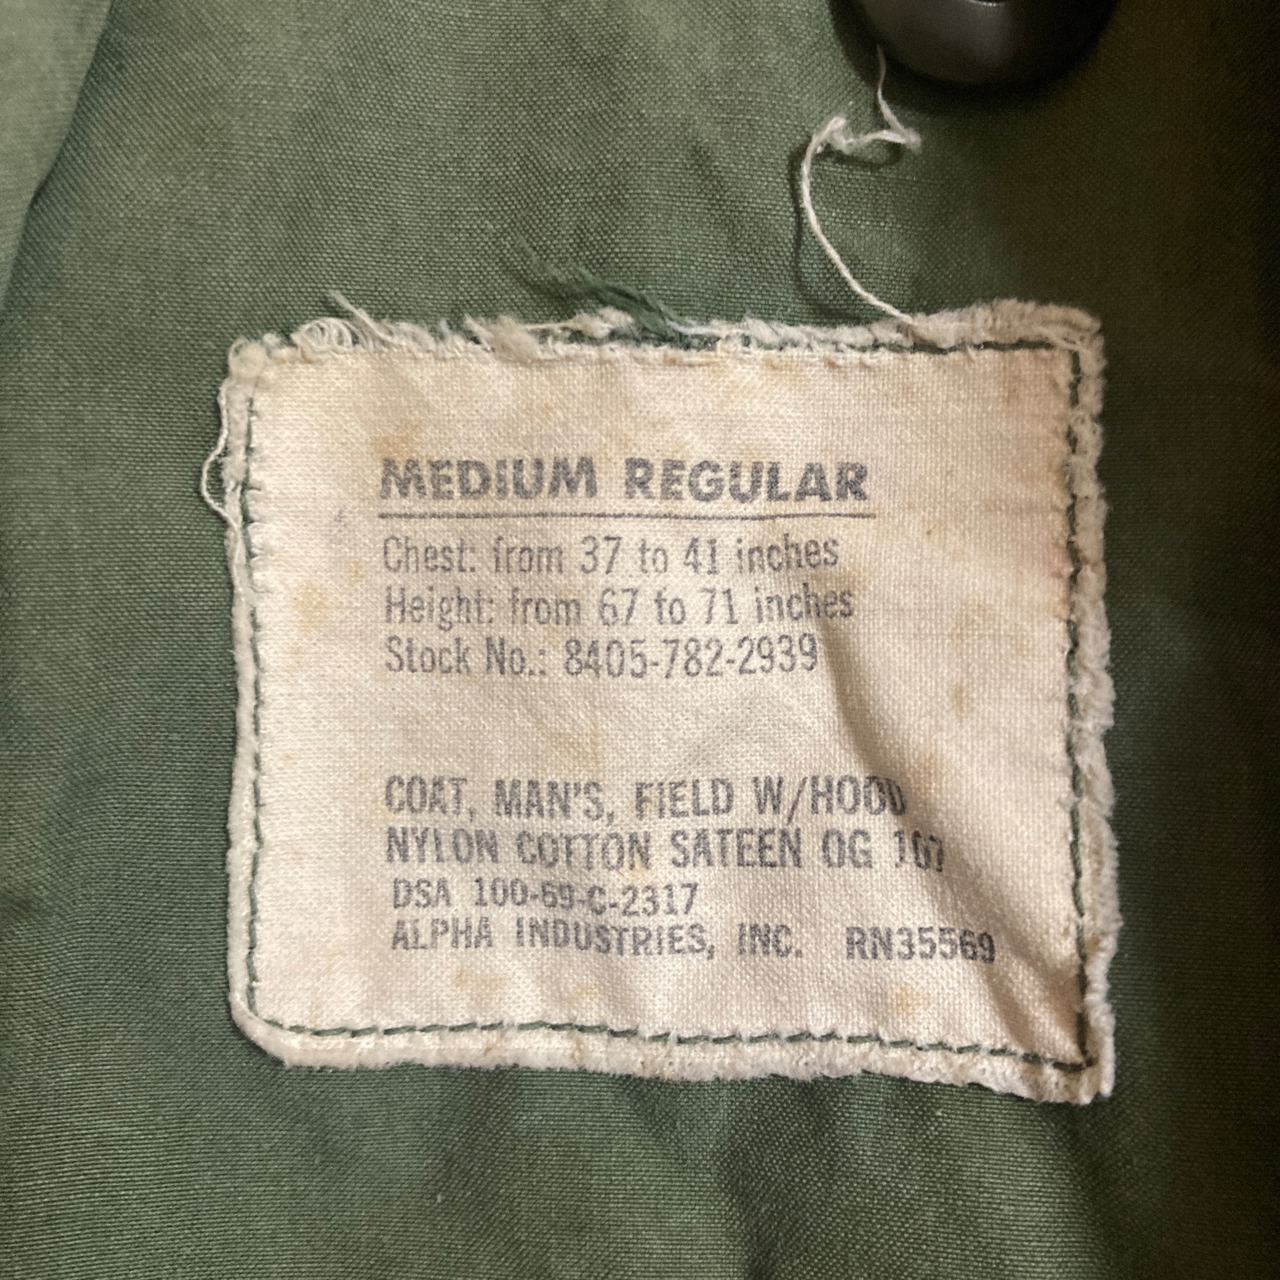 MEDIUM REGULAR
Chest: from 37 to 41 inches
Height: from 67 to 71 inches
Stock No.: 8405-782-2939
COAT, MAN'S, FIELD W/HOOD
NYLON COTTON SATEEN OG 107
DSA 100-69-C-2317
ALPHA INDUSTRIES, INC. RN35569